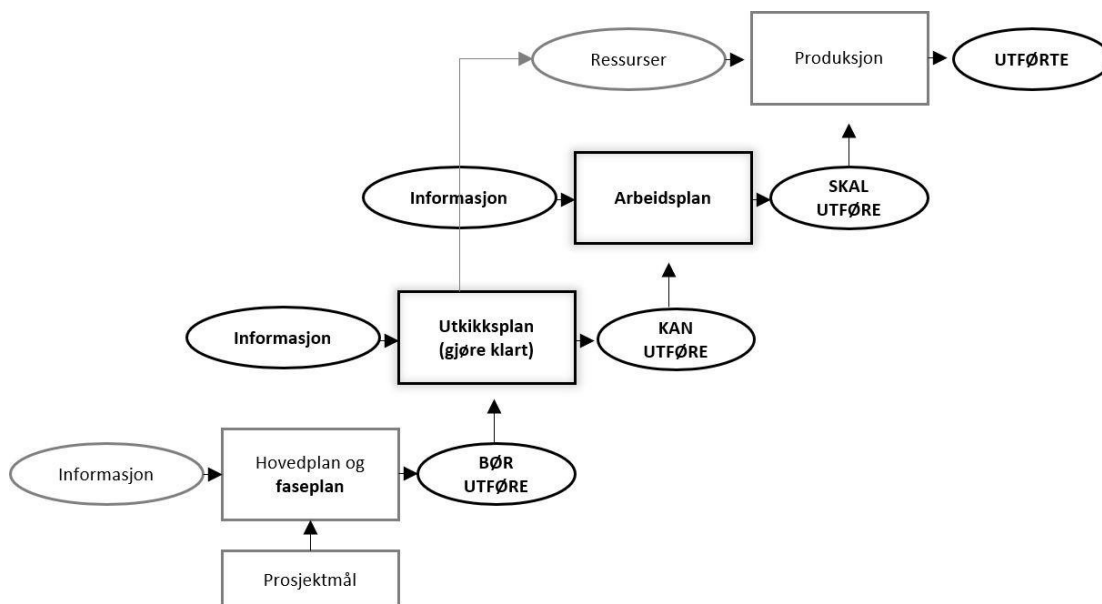 Ressurser
Produksjon
UTFØRTE
Informasjon
Arbeidsplan
SKAL
UTFØRE
Informasjon
Utkikksplan
(gjøre klart)
KAN
UTFØRE
Informasjon
Hovedplan og
faseplan
BØR
UTFØRE
Prosjektmål